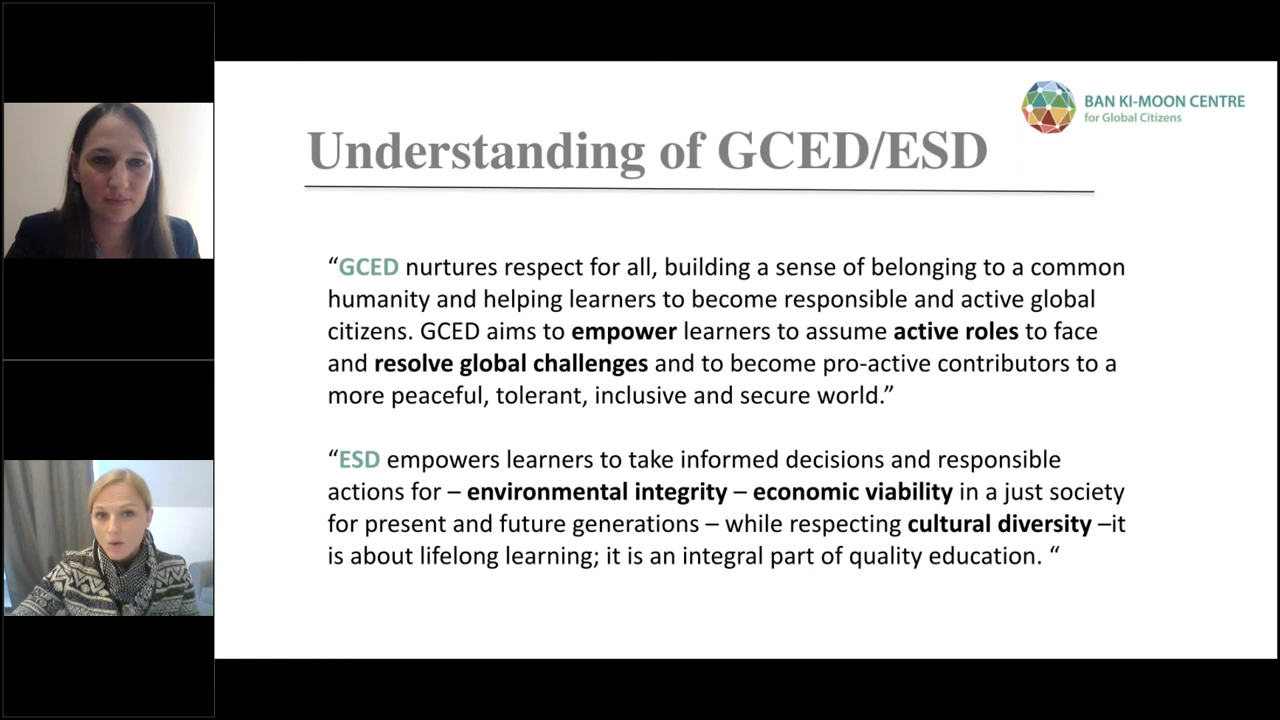 BAN KI-MOON CENTRE
for Global Citizens
Understanding of GCED/ESD
“GCED nurtures respect for all, building a sense of belonging to a common
humanity and helping learners to become responsible and active global
citizens. GCED aims to empower learners to assume active roles to face
and resolve global challenges and to become pro-active contributors to a
more peaceful, tolerant, inclusive and secure world.”
“ESD empowers learners to take informed decisions and responsible
actions for – environmental integrity – economic viability in a just society
for present and future generations – while respecting cultural diversity –it
is about lifelong learning; it is an integral part of quality education. “